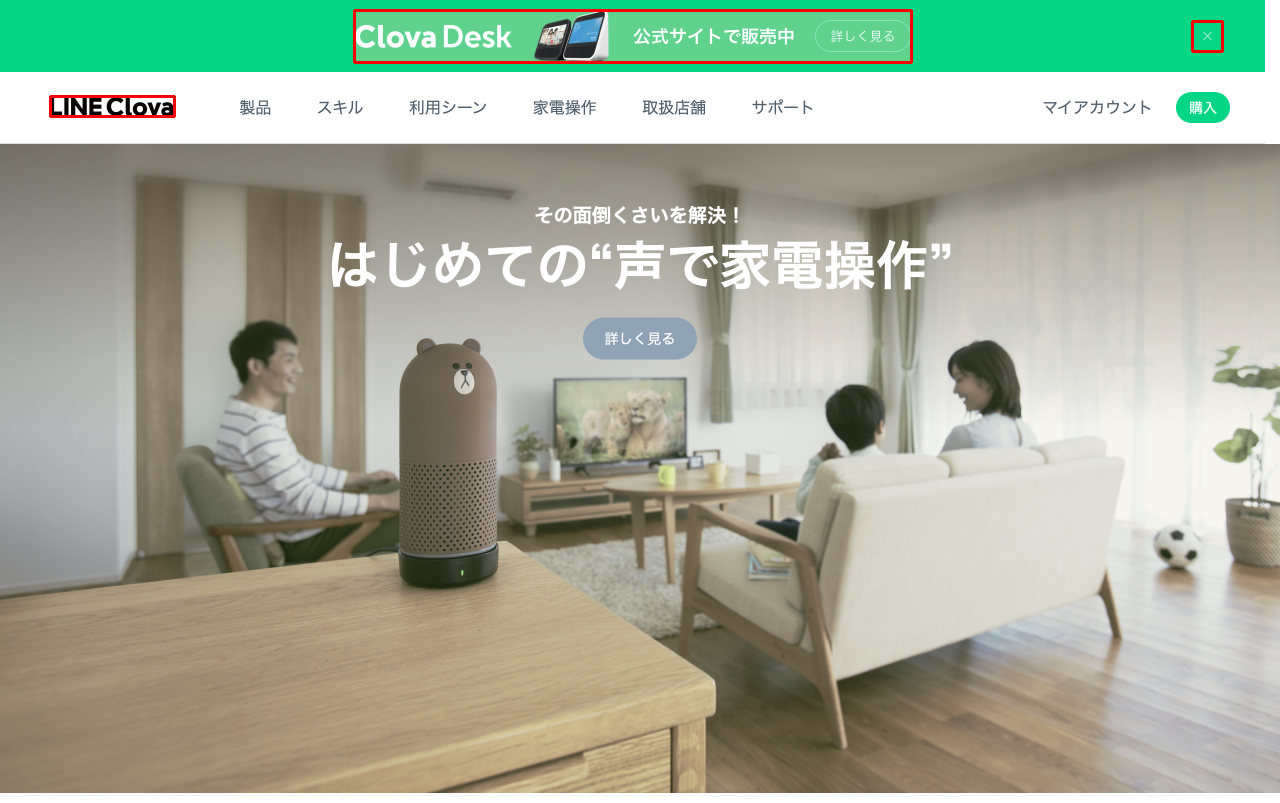 Clova Desk 公式サイトで販売中 詳しく見る
LINE Clova 製品 スキル 利用シーン 家電操作 取扱店舗 サポート マイアカウント 購入
その面倒くさいを解決！
はじめての“声で家電操作”
詳しく見る